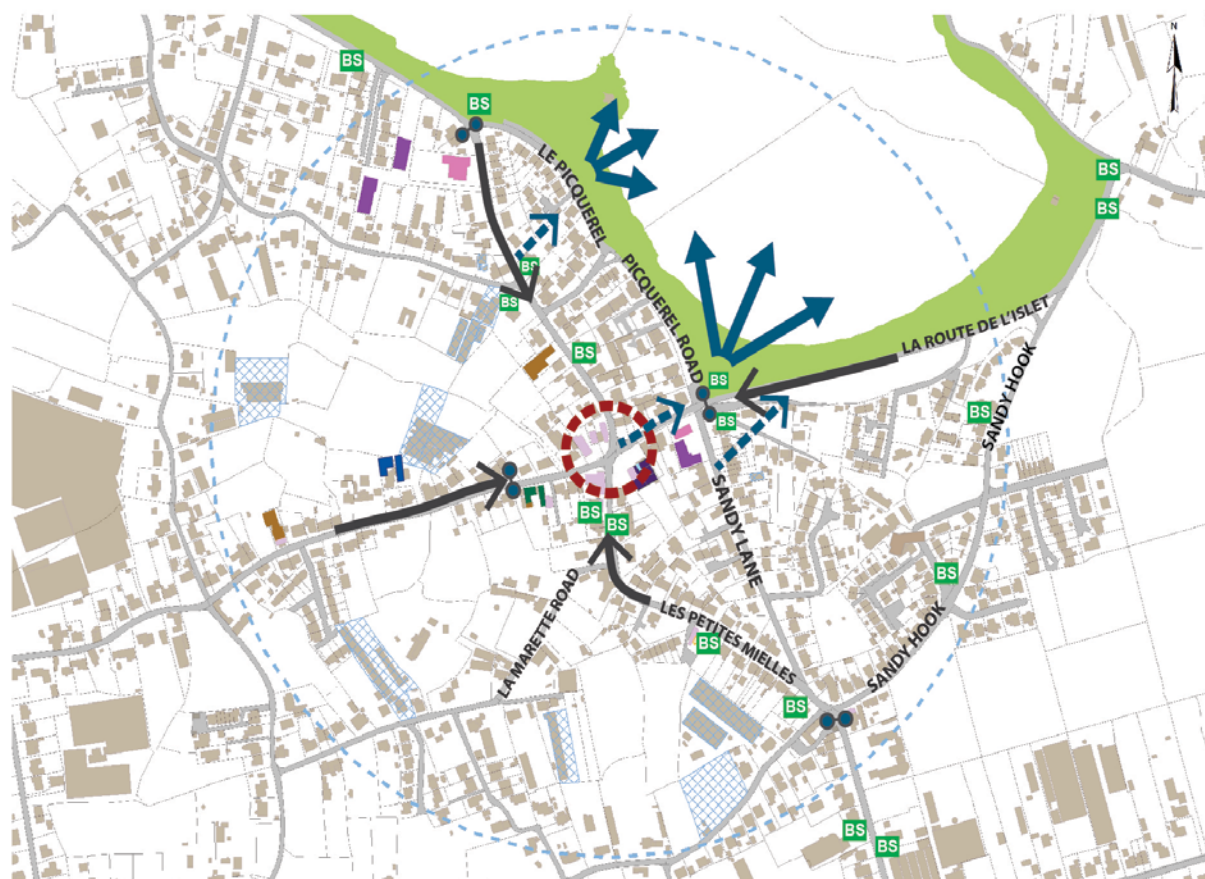 N
BS
BS
BS
BS
LE PICQUEREL
BS
BS
PICQUEREL ROAD
LA ROUTE DE L'ISLET
BS
BS
BS
SANDY HOOK
BS
BS
BS
SANDY LANE
LA MARETTE ROAD
BS
LES PETITES MIELLES
BS
SANDY HOOK
BS
BS
BS